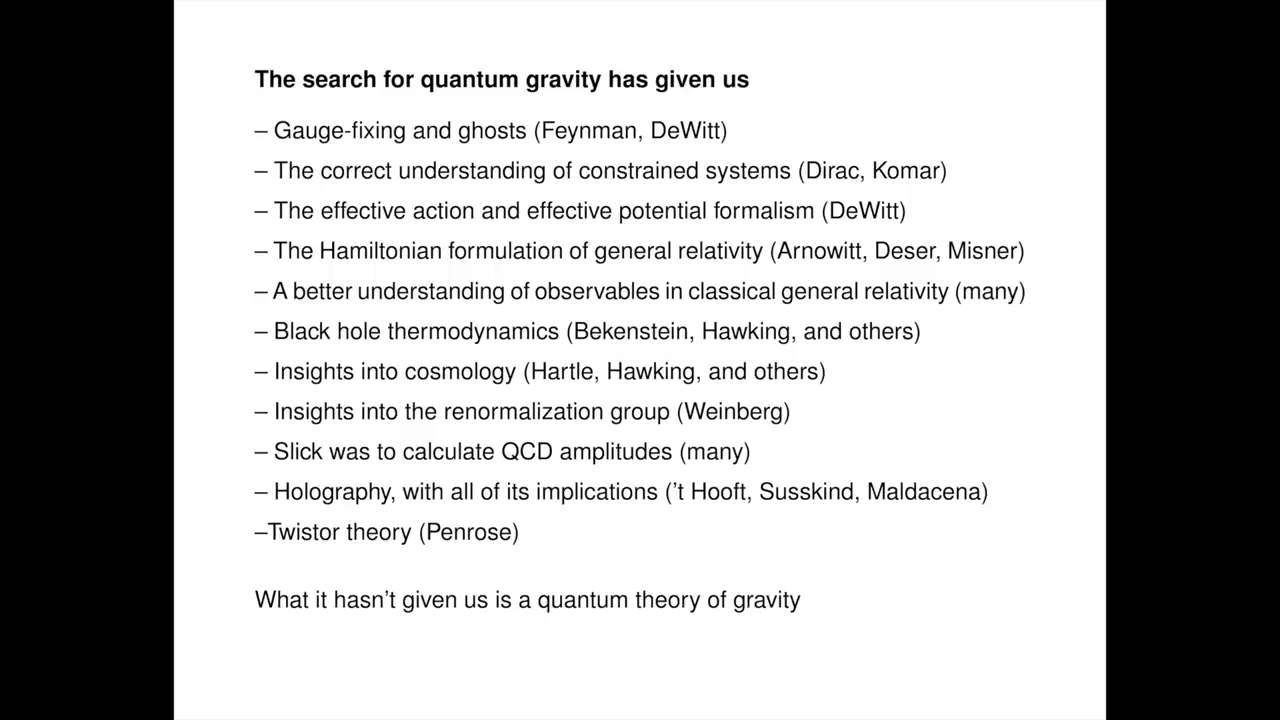 The search for quantum gravity has given us
– Gauge-fixing and ghosts (Feynman, DeWitt)
– The correct understanding of constrained systems (Dirac, Komar)
– The effective action and effective potential formalism (DeWitt)
– The Hamiltonian formulation of general relativity (Arnowitt, Deser, Misner)
– A better understanding of observables in classical general relativity (many)
– Black hole thermodynamics (Bekenstein, Hawking, and others)
– Insights into cosmology (Hartle, Hawking, and others)
– Insights into the renormalization group (Weinberg)
– Slick was to calculate QCD amplitudes (many)
– Holography, with all of its implications (’t Hooft, Susskind, Maldacena)
–Twistor theory (Penrose)
What it hasn’t given us is a quantum theory of gravity